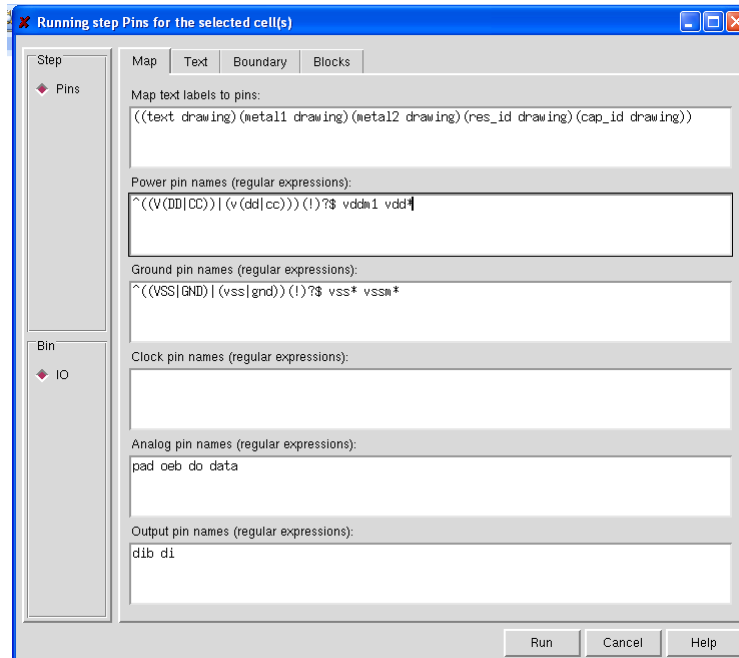 Running step Pins for the selected cell(s)
Step
Pins
Bin
IO
Map Text Boundary Blocks
Map text labels to pins:
((text drawing)(metal1 drawing)(metal2 drawing)(res_id drawing)(cap_id drawing))
Power pin names (regular expressions):
^((V(DD|CC))|(v(dd|cc)))(!)?$ vddm1 vdd*
Ground pin names (regular expressions):
^((VSS|GND)|(vss|gnd))(!)?$ vss* vssm*
Clock pin names (regular expressions):
Analog pin names (regular expressions):
pad oeb do data
Output pin names (regular expressions):
dib di
Run Cancel Help